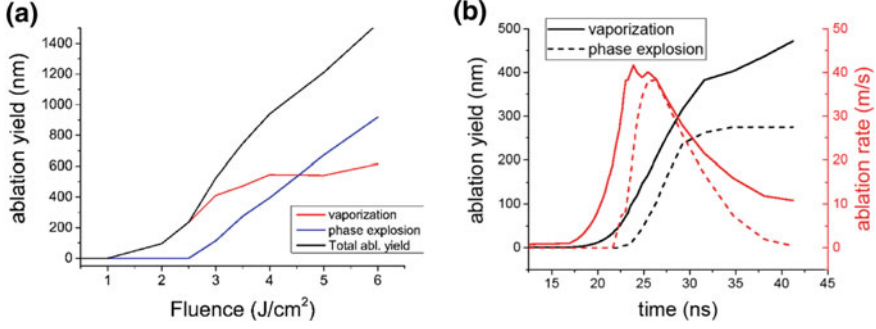 (a)
1400
1200
1000
800
600
400
200
0
ablation yield (nm)
vaporization
phase explosion
Total abl. yield
1 2 3 4 5 6
Fluence (J/cm²)
(b)
500
400
300
200
100
0
ablation yield (nm)
vaporization
phase explosion
50
40
30
20
10
0
ablation rate (m/s)
15 20 25 30 35 40 45
time (ns)